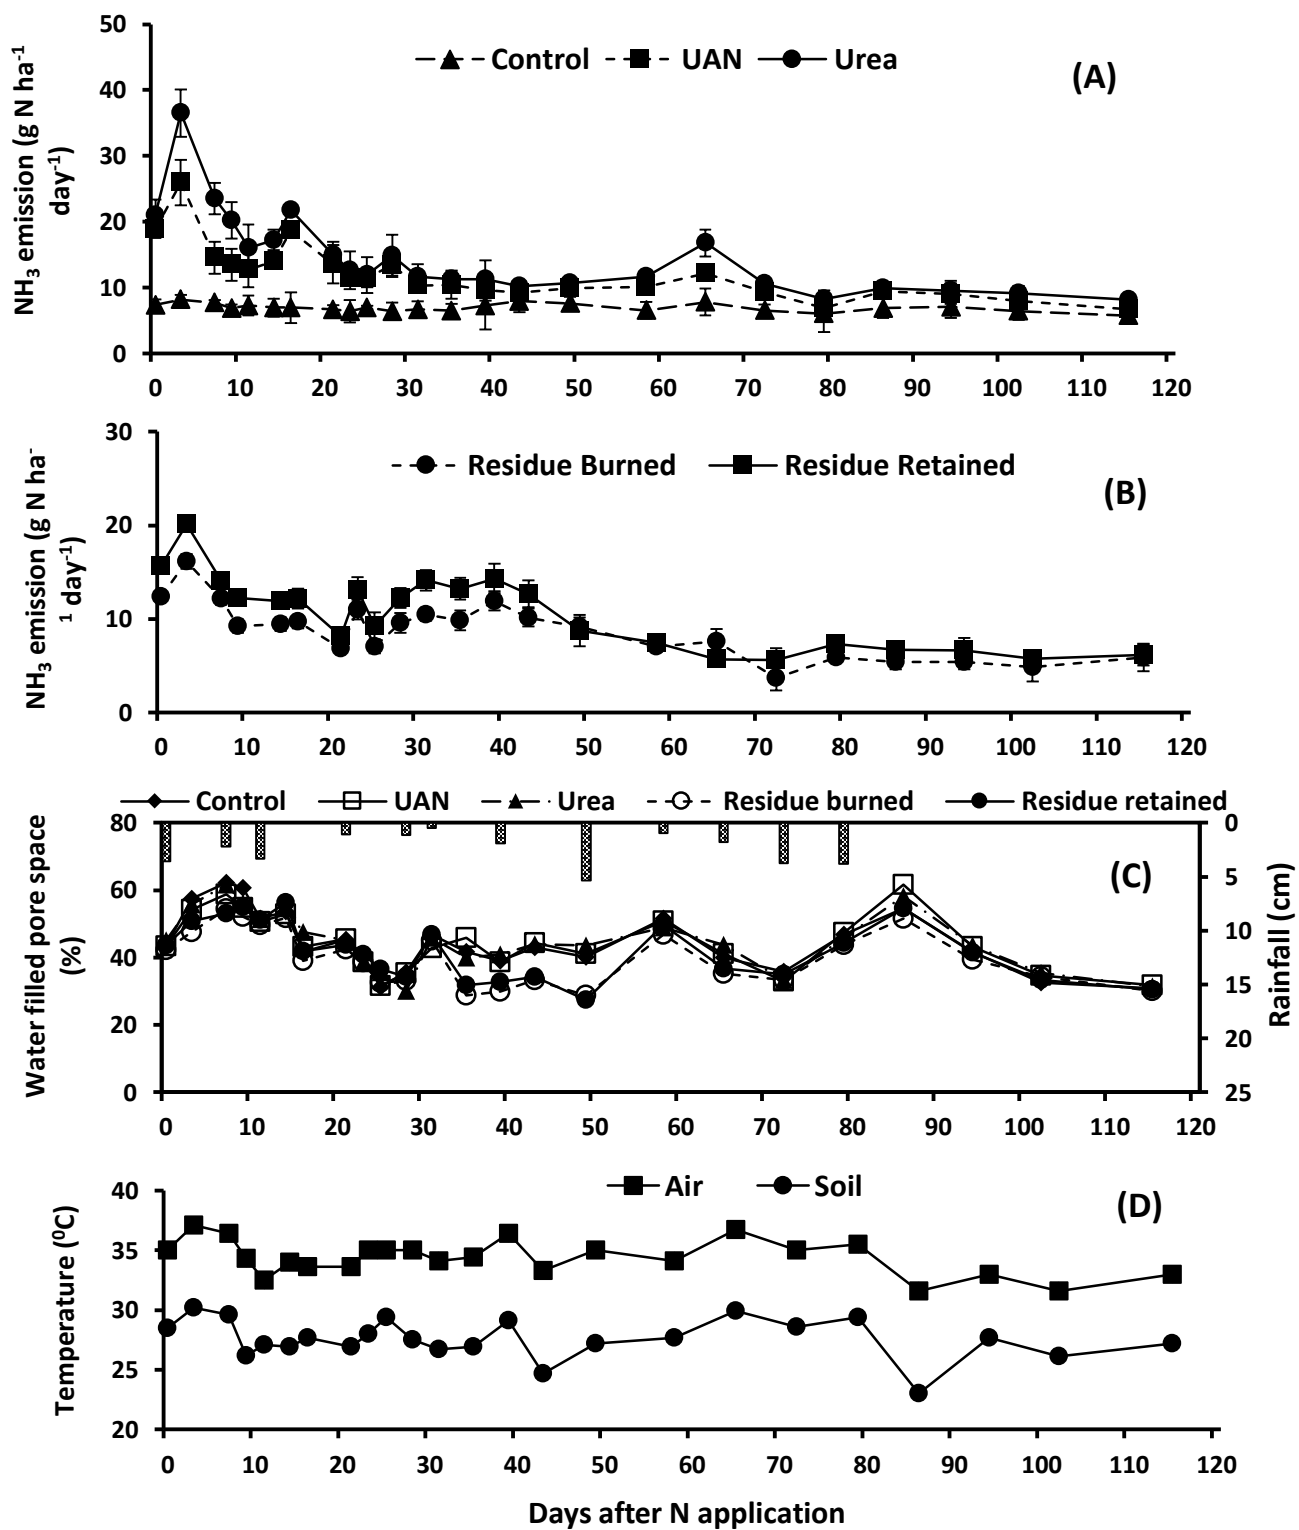 50
40
30
20
10
0
NH₃ emission (g N ha⁻¹
day⁻¹)
Control UAN Urea
(A)
0 10 20 30 40 50 60 70 80 90 100 110 120
30
20
10
0
NH₃ emission (g N ha⁻
¹ day⁻¹)
Residue Burned Residue Retained
(B)
0 10 20 30 40 50 60 70 80 90 100 110 120
Control UAN Urea Residue burned Residue retained
80
60
40
20
0
Water filled pore space
(%)
(C)
0
5
10
15
20
25
Rainfall (cm)
0 10 20 30 40 50 60 70 80 90 100 110 120
40
35
30
25
20
Temperature (⁰C)
Air Soil
(D)
0 10 20 30 40 50 60 70 80 90 100 110 120
Days after N application